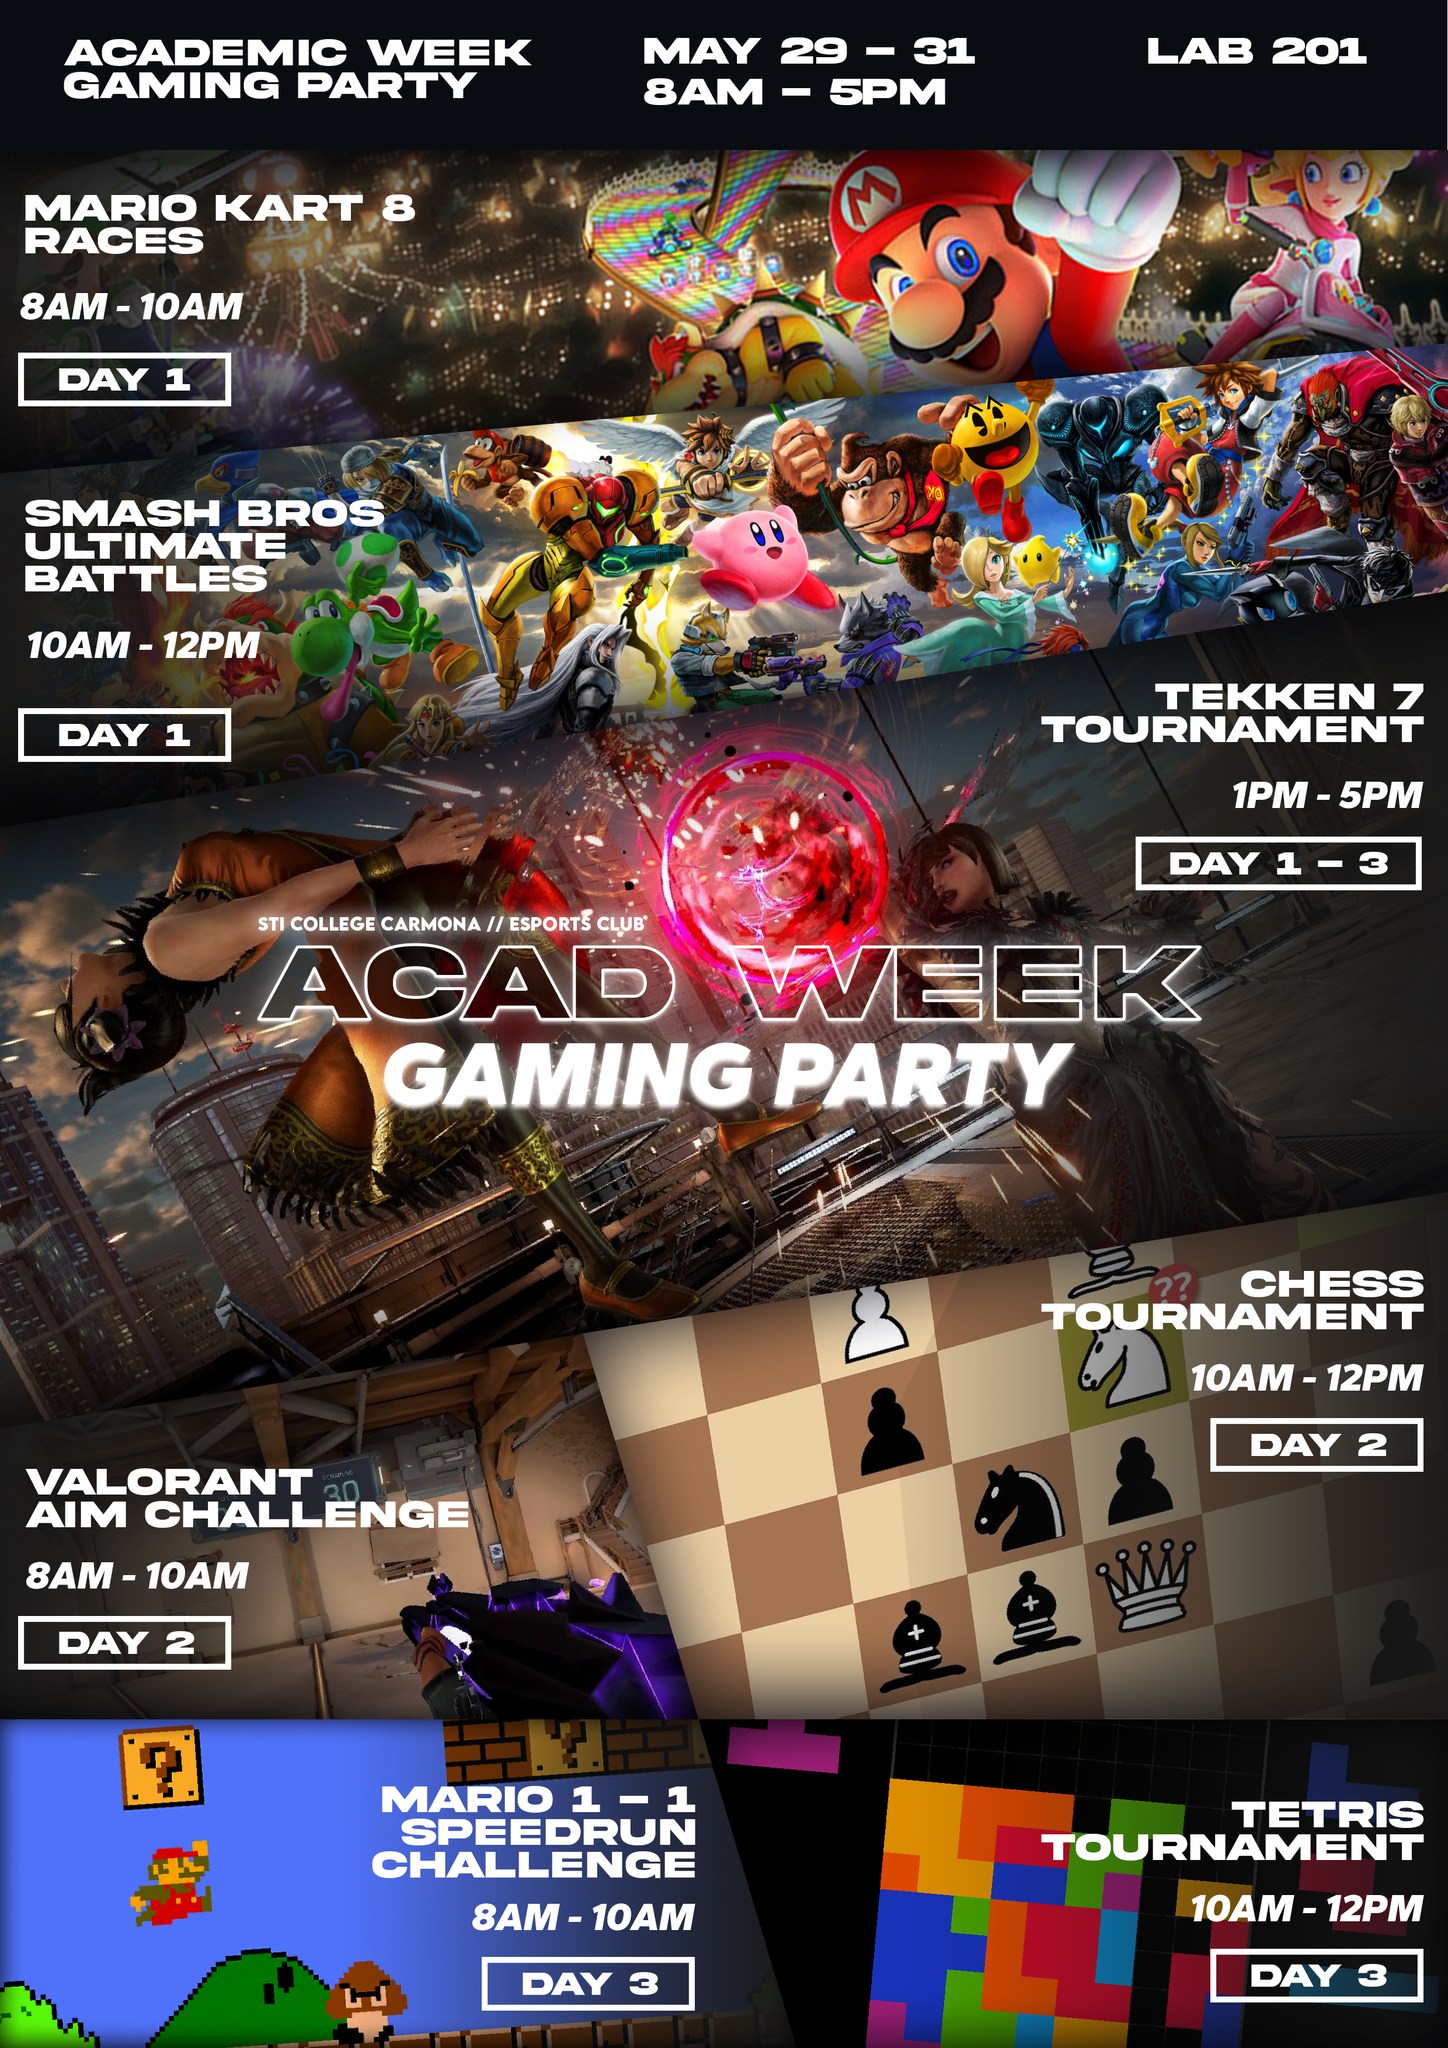 ACADEMIC WEEK
GAMING PARTY
MAY 29 – 31
8AM – 5PM
LAB 201
MARIO KART 8
RACES
8AM - 10AM
DAY 1
SMASH BROS
ULTIMATE
BATTLES
10AM - 12PM
DAY 1
TEKKEN 7
TOURNAMENT
1PM - 5PM
DAY 1 – 3
STI COLLEGE CARMONA // ESPORTS CLUB
ACAD WEEK
GAMING PARTY
CHESS
TOURNAMENT
??
10AM - 12PM
DAY 2
VALORANT
AIM CHALLENGE
30
8AM - 10AM
DAY 2
MARIO 1 – 1
SPEEDRUN
CHALLENGE
8AM - 10AM
DAY 3
TETRIS
TOURNAMENT
10AM - 12PM
DAY 3